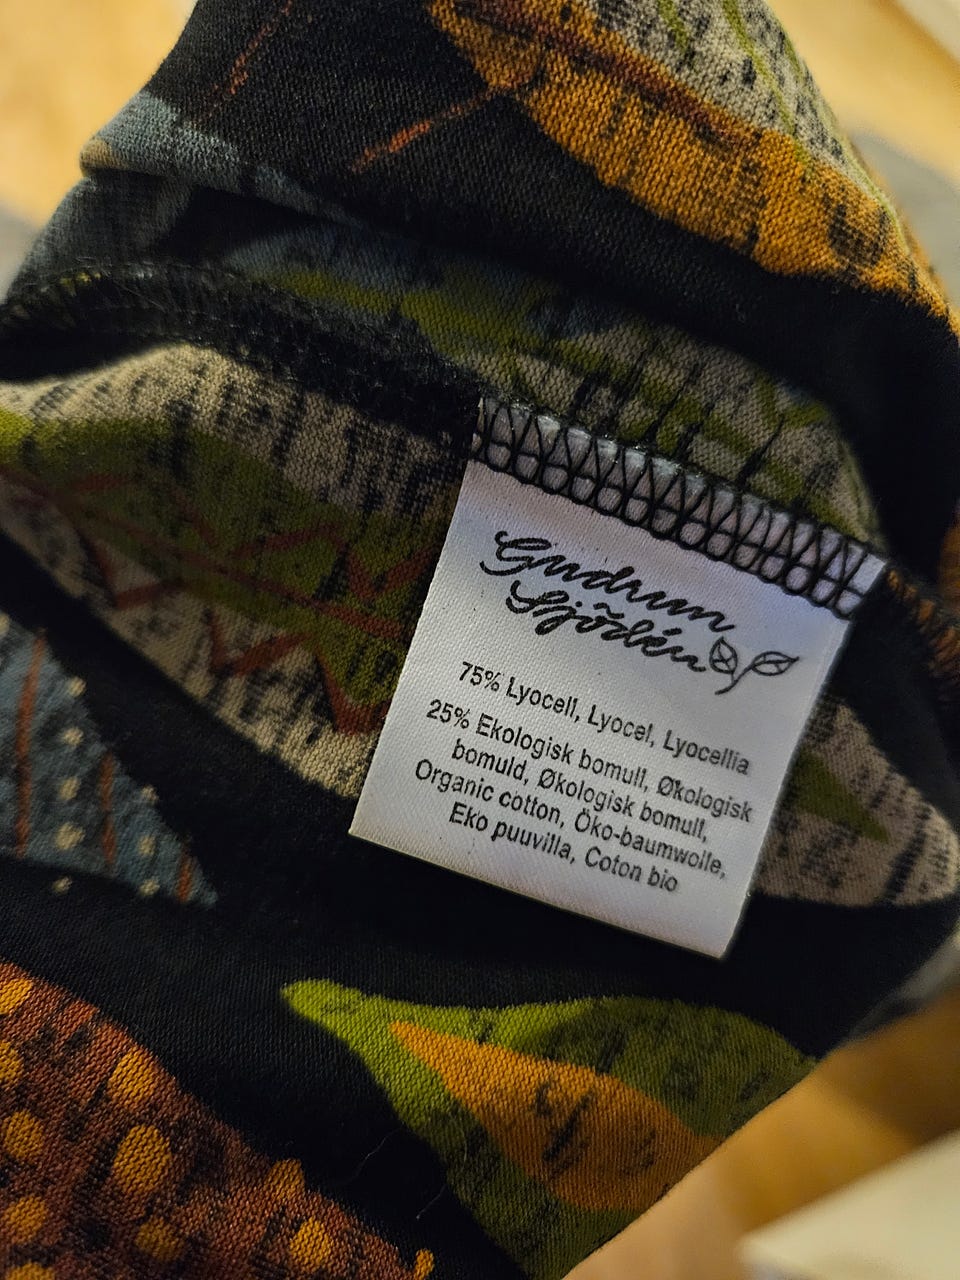 Gudrun
Sjödén
75% Lyocell, Lyocel, Lyocellia
25% Ekologisk bomull, Økologisk
bomuld, Økologisk bomull,
Organic cotton, Öko-baumwolle,
Eko puuvilla, Coton bio